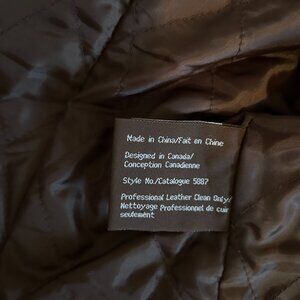 Made in China/Fait en Chine
Designed in Canada/
Conception Canadienne
Style No/Catalogue 5887
Professional Leather Clean Only/
Nettoyage Professionnel de cuir
seulement